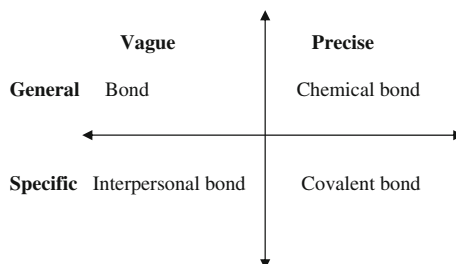 Vague Precise
General Bond Chemical bond
Specific Interpersonal bond Covalent bond